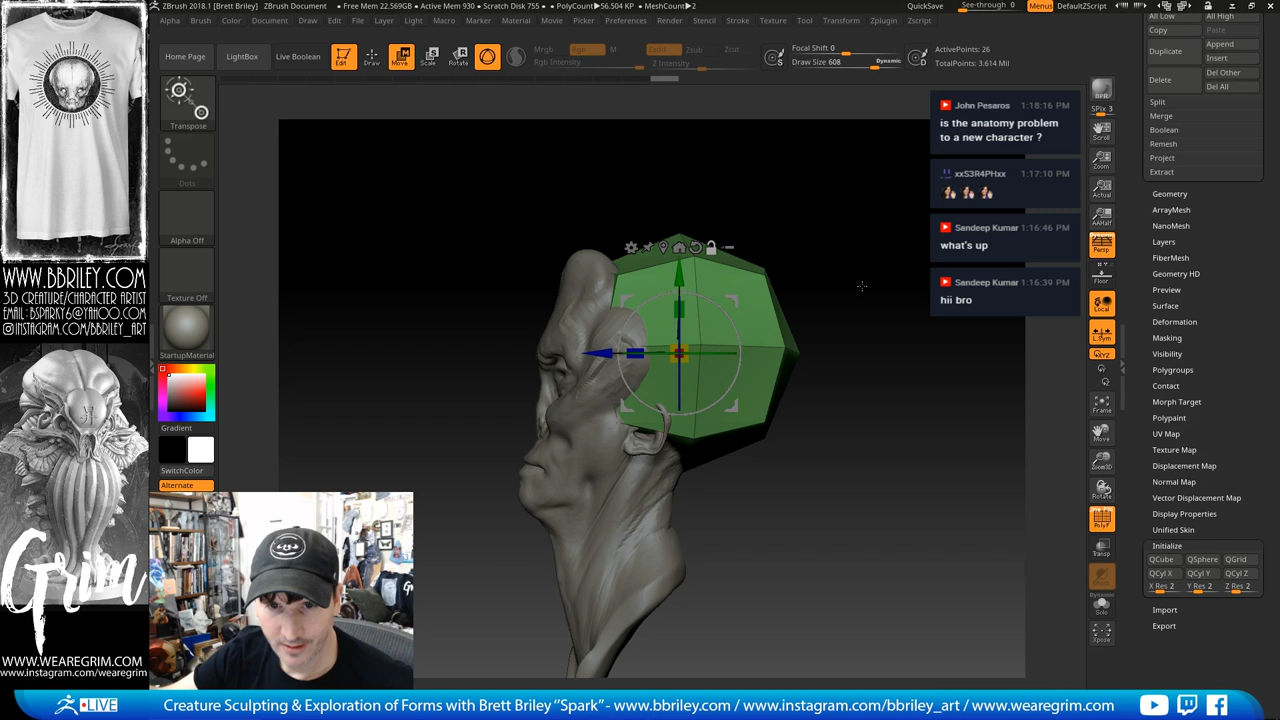 ZBrush 2018.1 [Brett Briley]
ZBrush Document
• Free Mem 22.569GB • Active Mem 930 • Scratch Disk 755 •
PolyCount▶56.504 KP
• MeshCount▶2
QuickSave
See-through 0
Menus
DefaultZScript
Alpha Brush Color Document Draw Edit File Layer Light Macro Marker Material Movie Picker Preferences Render Stencil Stroke Texture Tool Transform Zplugin Zscript
Home Page
LightBox
Live Boolean
Edit
Draw
Move
Scale
Rotate
Mrgb
Rgb
M
Rgb Intensity
Zadd
Zsub
Zcut
Z Intensity
Focal Shift 0
Draw Size 608
Dynamic
ActivePoints: 26
TotalPoints: 3.614 Mil
Transpose
Dots
Alpha Off
Texture Off
StartupMaterial
Gradient
SwitchColor
Alternate
WWW.BBRILEY.COM
3D CREATURE/CHARACTER ARTIST
EMAIL: BSPARKY6@YAHOO.COM
INSTAGRAM.COM/BBRILEY_ART
Grim
WWW.WEAREGRIM.COM
www.instagram.com/wearegrim
John Pesaros 1:18:16 PM
is the anatomy problem
to a new character ?
xxS3R4PHxx 1:17:10 PM
Sandeep Kumar 1:16:46 PM
what's up
Sandeep Kumar 1:16:39 PM
hii bro
BPR
SPix 3
Scroll
Zoom
Actual
AAHalf
Dynamic
Persp
Floor
Local
L.Sym
XYZ
Frame
Move
Zoom3D
Rotate
PolyF
Transp
Dynamic
Solo
Xpose
All Low
All High
Copy
Paste
Duplicate
Append
Insert
Delete
Del Other
Del All
Split
Merge
Boolean
Remesh
Project
Extract
Geometry
ArrayMesh
NanoMesh
Layers
FiberMesh
Geometry HD
Preview
Surface
Deformation
Masking
Visibility
Polygroups
Contact
Morph Target
Polypaint
UV Map
Texture Map
Displacement Map
Normal Map
Vector Displacement Map
Display Properties
Unified Skin
Initialize
QCube QSphere QGrid
QCyl X QCyl Y QCyl Z
X Res 2 Y Res 2 Z Res 2
Import
Export
LIVE
Creature Sculpting & Exploration of Forms with Brett Briley “Spark” - www.bbriley.com / www.instagram.com/bbriley_art / www.wearegrim.com